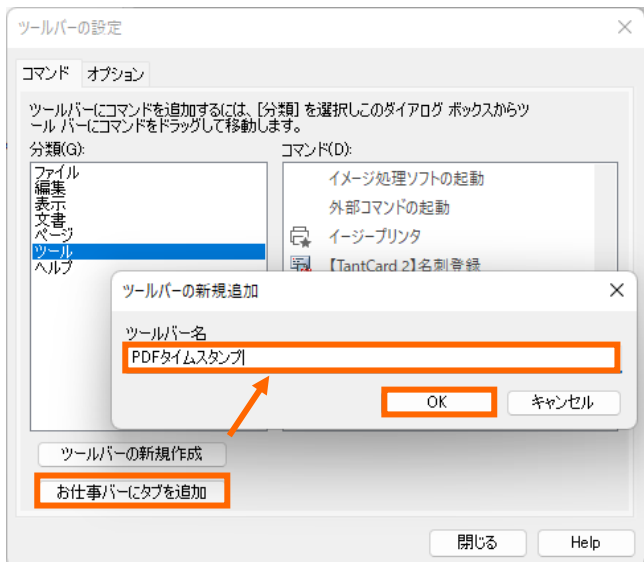 ツールバーの設定
コマンド オプション
ツールバーにコマンドを追加するには、[分類] を選択しこのダイアログ ボックスからツ
ール バーにコマンドをドラッグして移動します。
分類(G):
ファイル
編集
表示
文書
ページ
ツール
ヘルプ
コマンド(D):
イメージ処理ソフトの起動
外部コマンドの起動
イージープリンタ
【TantCard 2】名刺登録
ツールバーの新規追加
ツールバー名
PDFタイムスタンプ
OK キャンセル
ツールバーの新規作成
お仕事バーにタブを追加
閉じる Help